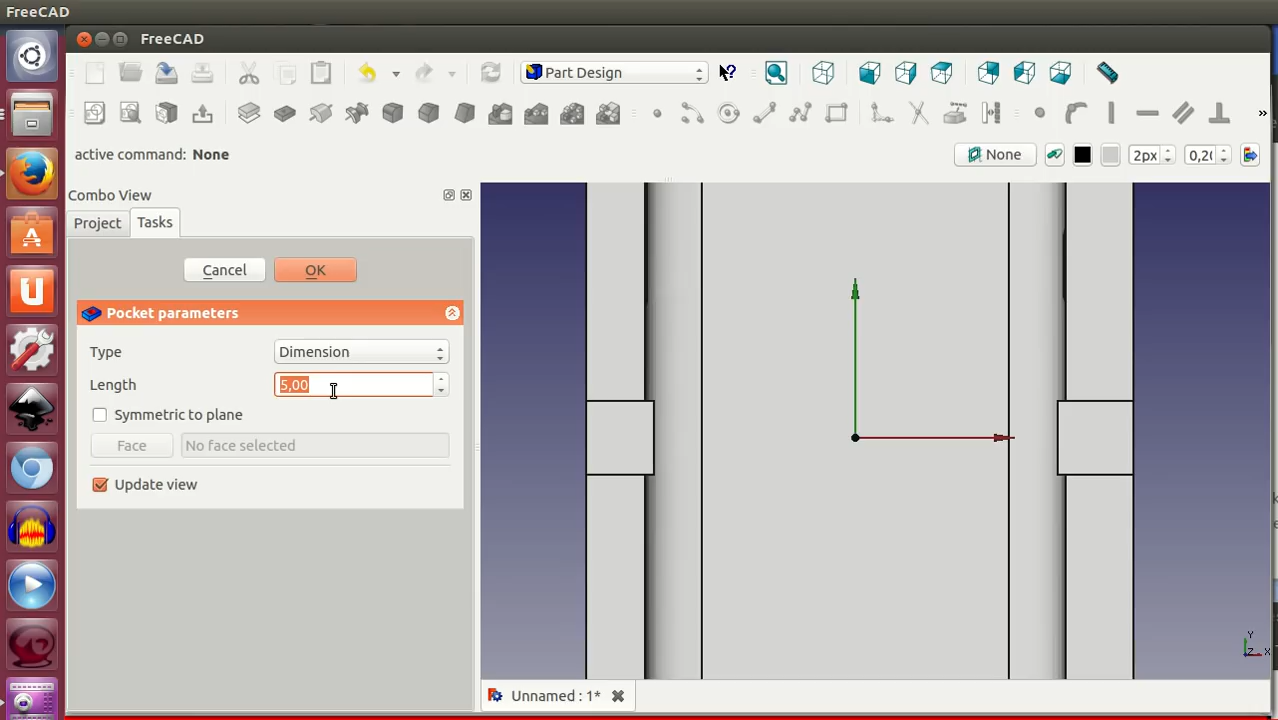 FreeCAD
FreeCAD
Part Design
active command: None
None
2px
0,20
Combo View
Project
Tasks
Cancel
OK
Pocket parameters
Type
Dimension
Length
5,00
Symmetric to plane
Face
No face selected
Update view
Unnamed : 1*
Y
Z
X